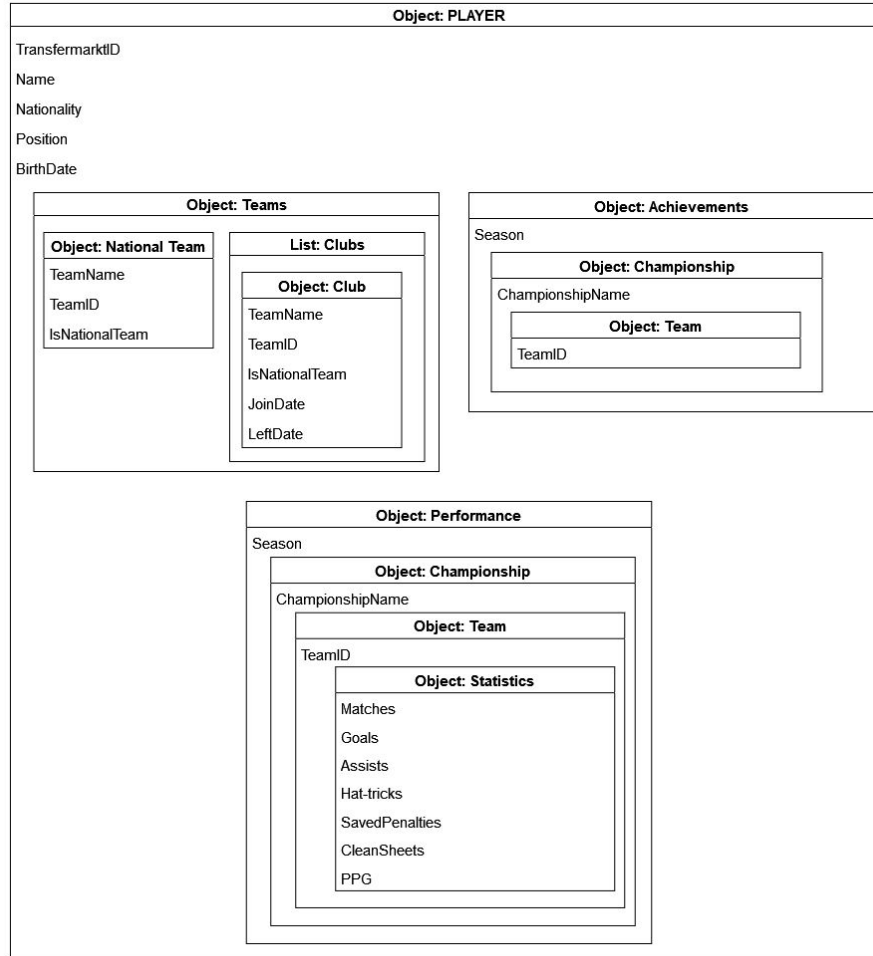 Object: PLAYER
TransfermarktID
Name
Nationality
Position
BirthDate
Object: Teams
Object: National Team
TeamName
TeamID
IsNationalTeam
List: Clubs
Object: Club
TeamName
TeamID
IsNationalTeam
JoinDate
LeftDate
Object: Achievements
Season
Object: Championship
ChampionshipName
Object: Team
TeamID
Object: Performance
Season
Object: Championship
ChampionshipName
Object: Team
TeamID
Object: Statistics
Matches
Goals
Assists
Hat-tricks
SavedPenalties
CleanSheets
PPG